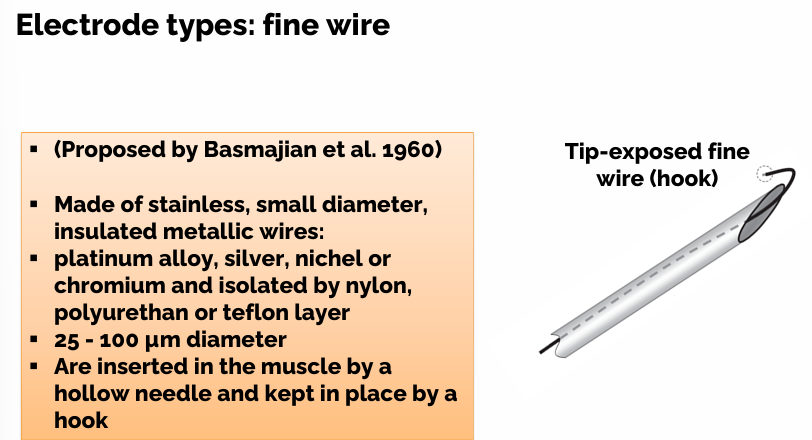 Electrode types: fine wire
▪ (Proposed by Basmajian et al. 1960)
▪ Made of stainless, small diameter,
insulated metallic wires:
▪ platinum alloy, silver, nichel or
chromium and isolated by nylon,
polyurethan or teflon layer
▪ 25 - 100 µm diameter
▪ Are inserted in the muscle by a
hollow needle and kept in place by a
hook
Tip-exposed fine
wire (hook)